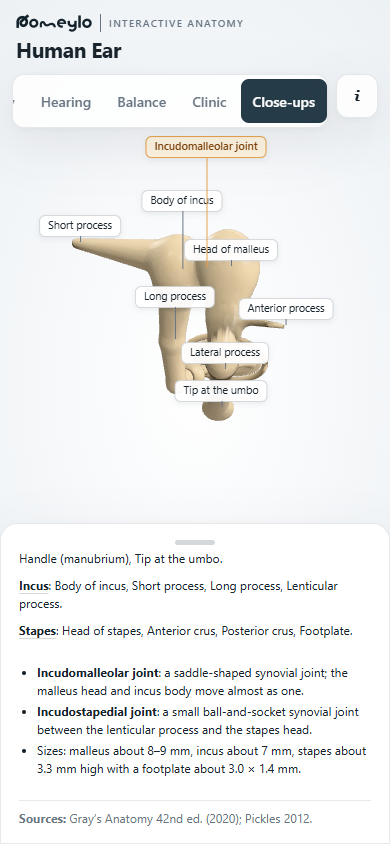 Domeylo INTERACTIVE ANATOMY
Human Ear
Hearing Balance Clinic Close-ups i
Incudomalleolar joint
Body of incus
Short process
Head of malleus
Long process
Anterior process
Lateral process
Tip at the umbo
Handle (manubrium), Tip at the umbo.
Incus: Body of incus, Short process, Long process, Lenticular
process.
Stapes: Head of stapes, Anterior crus, Posterior crus, Footplate.
• Incudomalleolar joint: a saddle-shaped synovial joint; the
malleus head and incus body move almost as one.
• Incudostapedial joint: a small ball-and-socket synovial joint
between the lenticular process and the stapes head.
• Sizes: malleus about 8–9 mm, incus about 7 mm, stapes about
3.3 mm high with a footplate about 3.0 × 1.4 mm.
Sources: Gray's Anatomy 42nd ed. (2020); Pickles 2012.